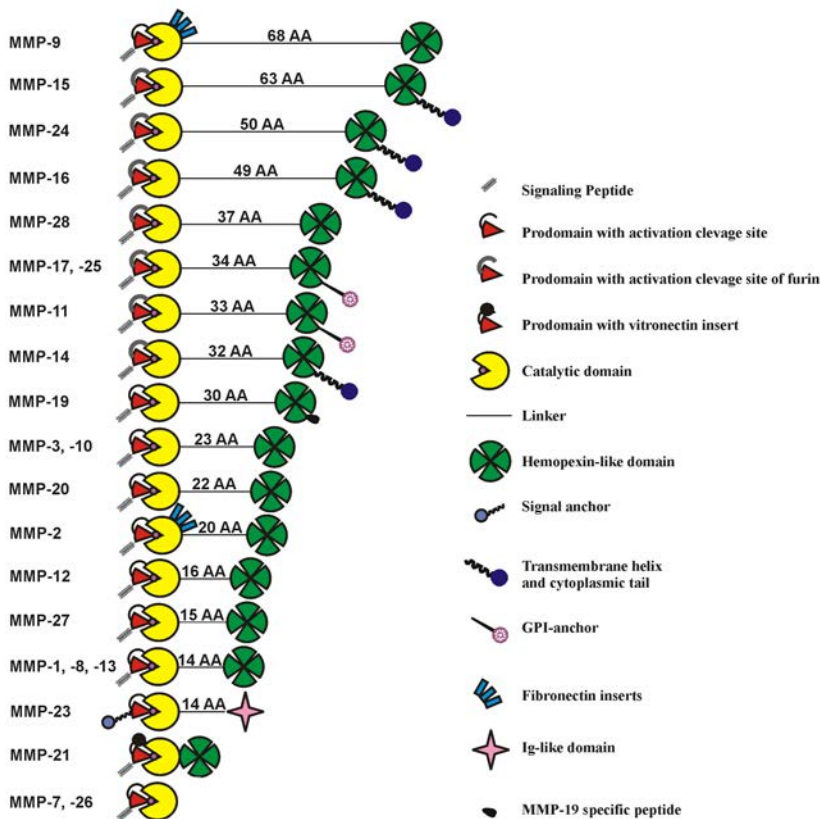 MMP-9
68 AA
MMP-15
63 AA
MMP-24
50 AA
MMP-16
49 AA
MMP-28
37 AA
MMP-17, -25
34 AA
MMP-11
33 AA
MMP-14
32 AA
MMP-19
30 AA
MMP-3, -10
23 AA
MMP-20
22 AA
MMP-2
20 AA
MMP-12
16 AA
MMP-27
15 AA
MMP-1, -8, -13
14 AA
MMP-23
14 AA
MMP-21
MMP-7, -26
Signaling Peptide
Prodomain with activation clevage site
Prodomain with activation clevage site of furin
Prodomain with vitronectin insert
Catalytic domain
Linker
Hemopexin-like domain
Signal anchor
Transmembrane helix
and cytoplasmic tail
GPI-anchor
Fibronectin inserts
Ig-like domain
MMP-19 specific peptide